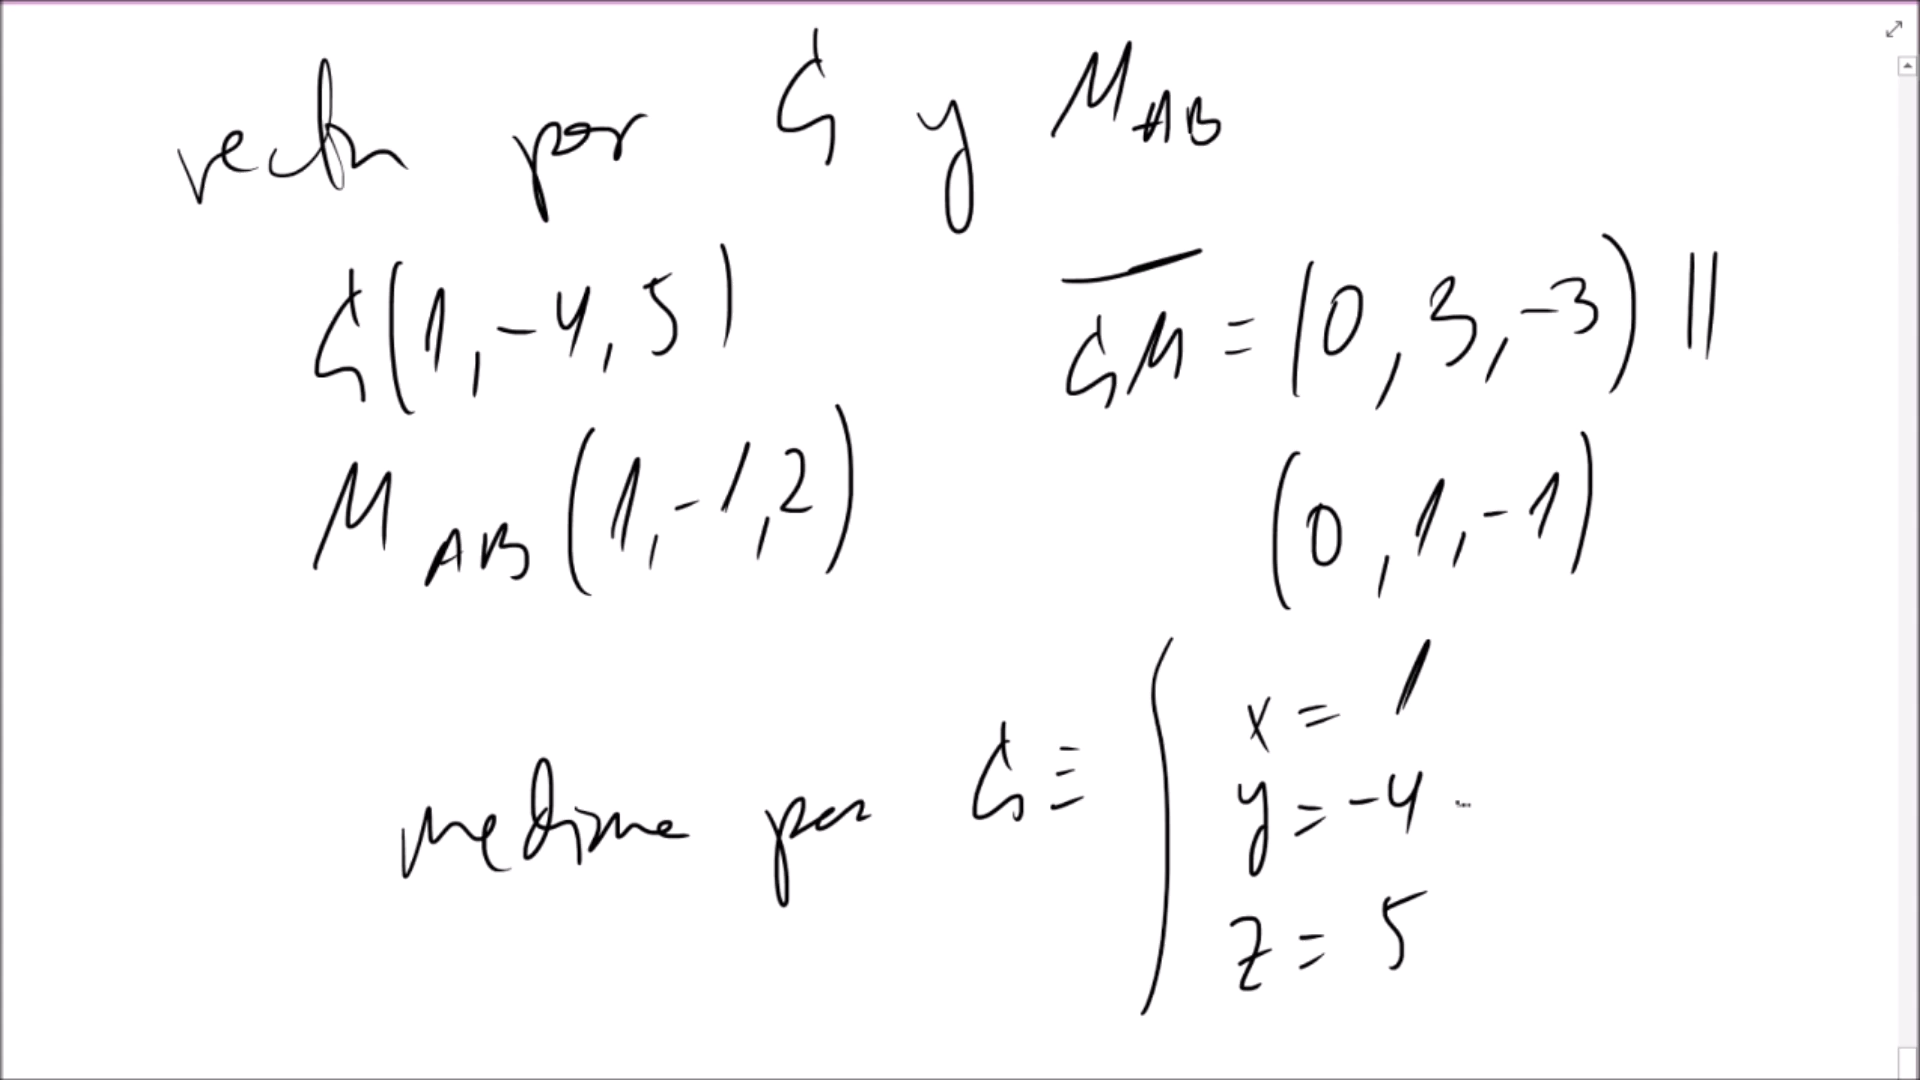 recta por C y M_AB
C(1,-4,5)
CM = (0,3,-3) ||
M_AB (1,-1,2)
(0,1,-1)
x = 1
mediana por C ≡ y = -4
z = 5